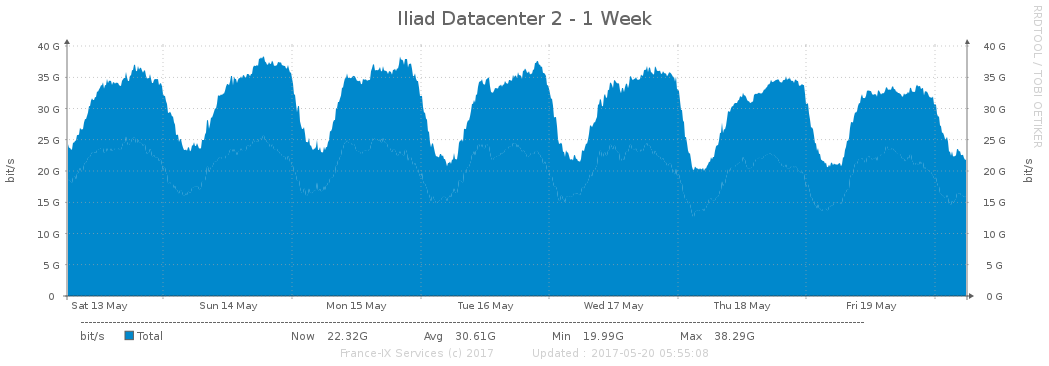 Iliad Datacenter 2 - 1 Week
RRDTOOL / TOBI OETIKER
40 G 40 G
35 G 35 G
30 G 30 G
25 G 25 G
20 G 20 G
15 G 15 G
10 G 10 G
5 G 5 G
0 0 G
bit/s
bit/s
Sat 13 May Sun 14 May Mon 15 May Tue 16 May Wed 17 May Thu 18 May Fri 19 May
bit/s Total Now 22.32G Avg 30.61G Min 19.99G Max 38.29G
France-IX Services (c) 2017 Updated : 2017-05-20 05:55:08